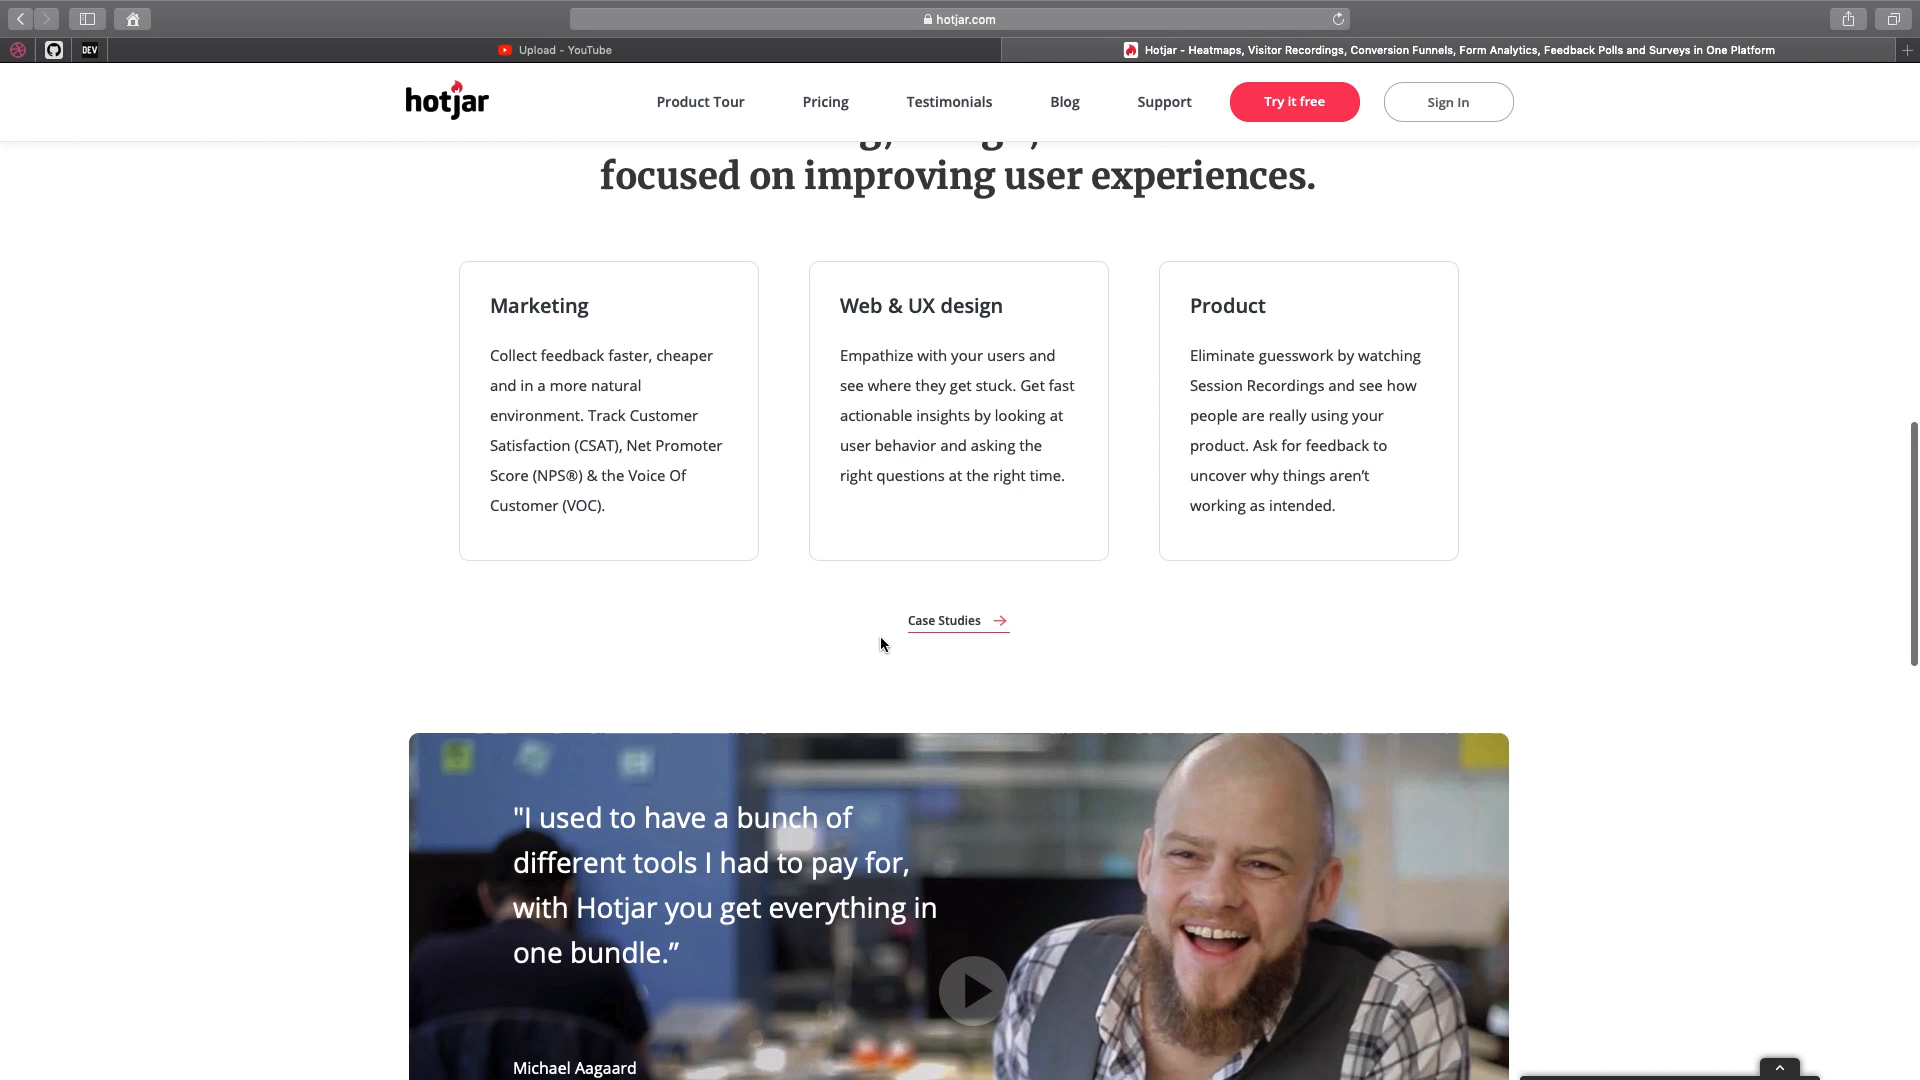 hotjar.com
DEV
Upload - YouTube
Hotjar - Heatmaps, Visitor Recordings, Conversion Funnels, Form Analytics, Feedback Polls and Surveys in One Platform
hotjar
Product Tour
Pricing
Testimonials
Blog
Support
Try it free
Sign In
focused on improving user experiences.
Marketing
Collect feedback faster, cheaper
and in a more natural
environment. Track Customer
Satisfaction (CSAT), Net Promoter
Score (NPS®) & the Voice Of
Customer (VOC).
Web & UX design
Empathize with your users and
see where they get stuck. Get fast
actionable insights by looking at
user behavior and asking the
right questions at the right time.
Product
Eliminate guesswork by watching
Session Recordings and see how
people are really using your
product. Ask for feedback to
uncover why things aren’t
working as intended.
Case Studies
"I used to have a bunch of
different tools I had to pay for,
with Hotjar you get everything in
one bundle.”
Michael Aagaard